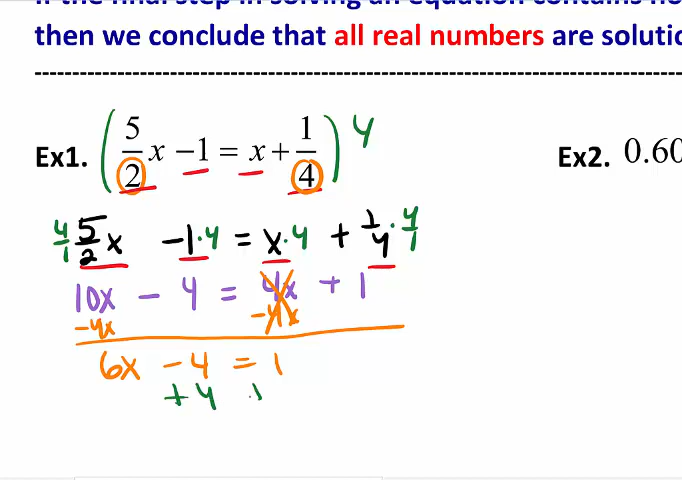 then we conclude that all real numbers are solutio
Ex1. (5/2 x − 1 = x + 1/4) 4
Ex2. 0.60
4/1 5/2 x − 1 · 4 = x · 4 + 1/4 · 4/1
10x − 4 = 4x + 1
−4x −4x
6x − 4 = 1
+4